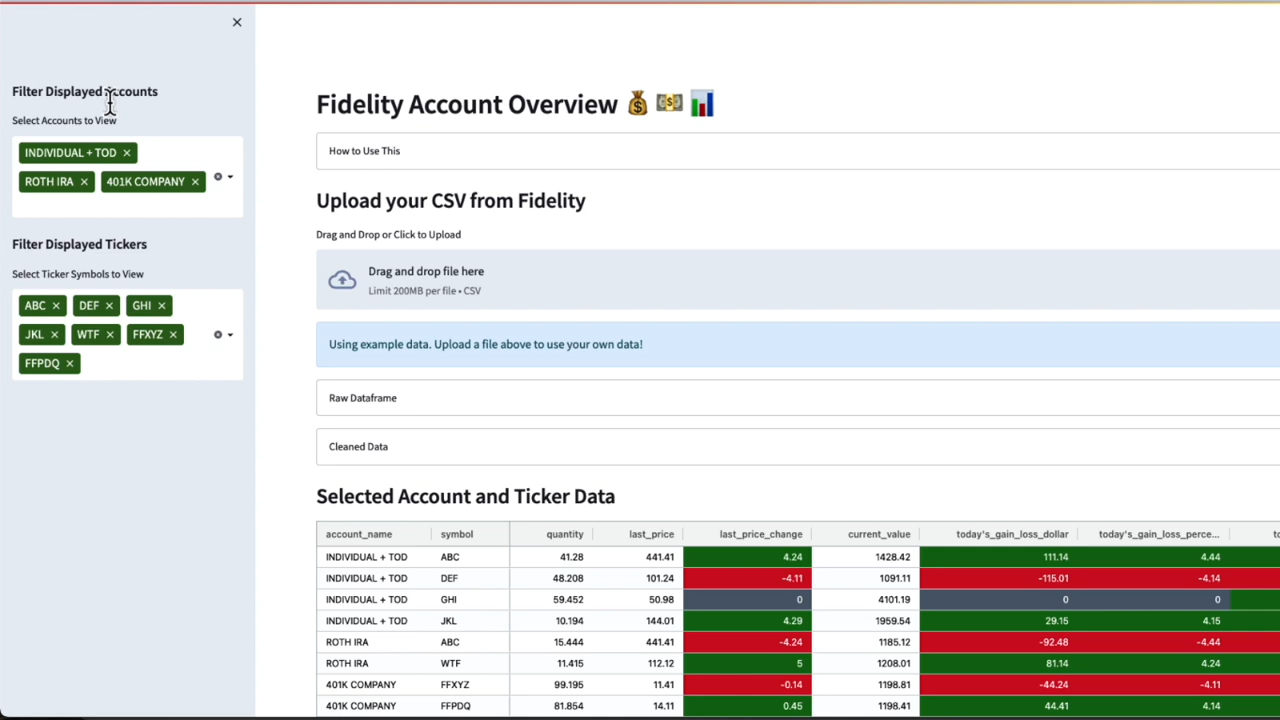 Filter Displayed Accounts
Select Accounts to View
INDIVIDUAL + TOD ×
ROTH IRA × 401K COMPANY ×
Filter Displayed Tickers
Select Ticker Symbols to View
ABC × DEF × GHI ×
JKL × WTF × FFXYZ ×
FFPDQ ×
Fidelity Account Overview 💰 💵 📊
How to Use This
Upload your CSV from Fidelity
Drag and Drop or Click to Upload
Drag and drop file here
Limit 200MB per file • CSV
Using example data. Upload a file above to use your own data!
Raw Dataframe
Cleaned Data
Selected Account and Ticker Data
account_name symbol quantity last_price last_price_change current_value today's_gain_loss_dollar today's_gain_loss_perce... to
INDIVIDUAL + TOD ABC 41.28 441.41 4.24 1428.42 111.14 4.44
INDIVIDUAL + TOD DEF 48.208 101.24 -4.11 1091.11 -115.01 -4.14
INDIVIDUAL + TOD GHI 59.452 50.98 0 4101.19 0 0
INDIVIDUAL + TOD JKL 10.194 144.01 4.29 1959.54 29.15 4.15
ROTH IRA ABC 15.444 441.41 -4.24 1185.12 -92.48 -4.44
ROTH IRA WTF 11.415 112.12 5 1208.01 81.14 4.24
401K COMPANY FFXYZ 99.195 11.41 -0.14 1198.81 -44.24 -4.11
401K COMPANY FFPDQ 81.854 14.11 0.45 1198.41 44.41 4.14